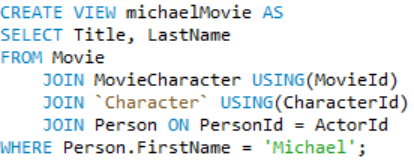 CREATE VIEW michaelMovie AS
SELECT Title, LastName
FROM Movie
JOIN MovieCharacter USING(MovieId)
JOIN `Character` USING(CharacterId)
JOIN Person ON PersonId = ActorId
WHERE Person.FirstName = 'Michael';